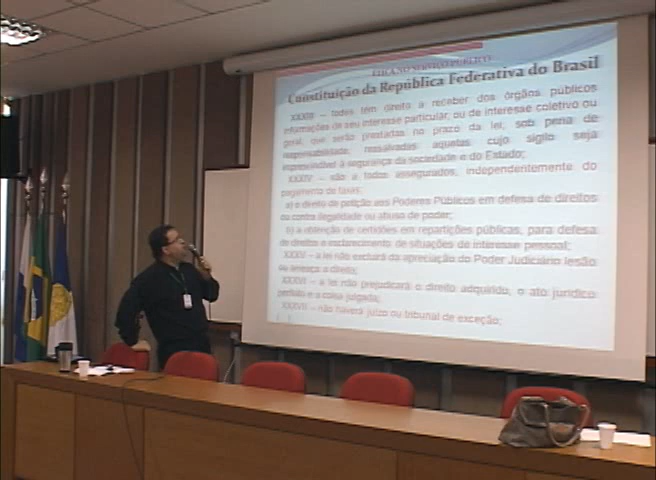 ÉTICA NO SERVIÇO PÚBLICO
Constituição da República Federativa do Brasil
XXXIII – todos têm direito a receber dos órgãos públicos
informações de seu interesse particular, ou de interesse coletivo ou
geral, que serão prestadas no prazo da lei, sob pena de
responsabilidade, ressalvadas aquelas cujo sigilo seja
imprescindível à segurança da sociedade e do Estado;
XXXIV – são a todos assegurados, independentemente do
pagamento de taxas:
a) o direito de petição aos Poderes Públicos em defesa de direitos
ou contra ilegalidade ou abuso de poder;
b) a obtenção de certidões em repartições públicas, para defesa
de direitos e esclarecimento de situações de interesse pessoal;
XXXV – a lei não excluirá da apreciação do Poder Judiciário lesão
ou ameaça a direito;
XXXVI – a lei não prejudicará o direito adquirido, o ato jurídico
perfeito e a coisa julgada;
XXXVII – não haverá juízo ou tribunal de exceção;